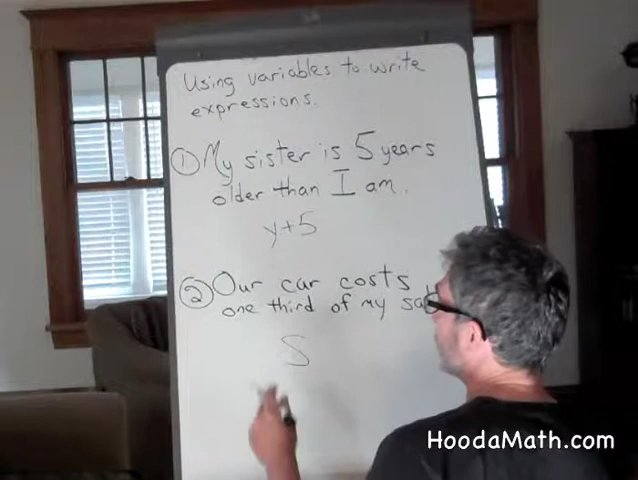 Using variables to write
expressions.
① My sister is 5 years
older than I am.
y+5
② Our car costs
one third of my
S
HoodaMath.com